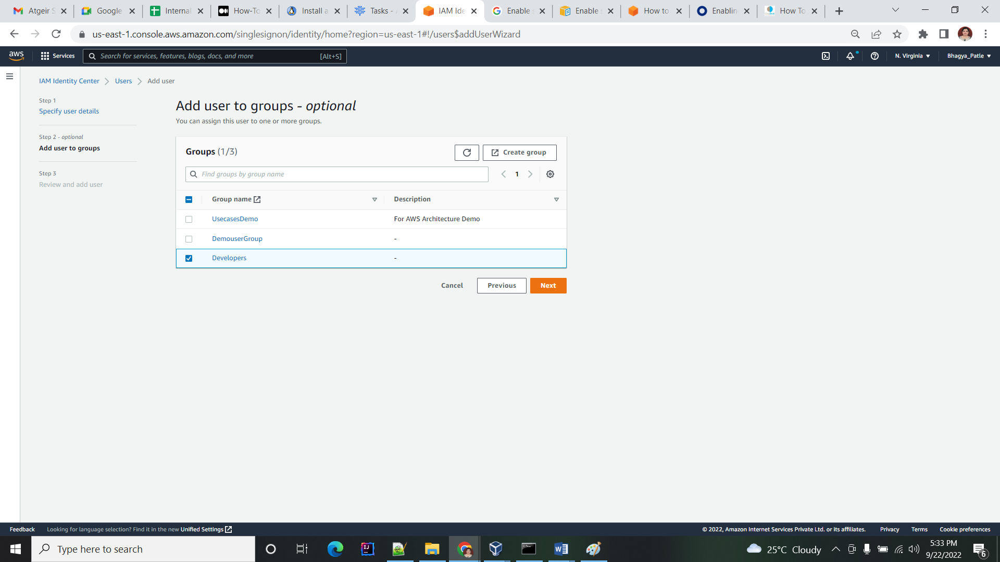 Atgeir S
Google
Internal
How-To
Install a
Tasks - A
IAM Ide
Enable s
Enable s
How to
Enablin
How To
us-east-1.console.aws.amazon.com/singlesignon/identity/home?region=us-east-1#!/users$addUserWizard
aws
Services
Search for services, features, blogs, docs, and more
[Alt+S]
N. Virginia
Bhagya_Patle
IAM Identity Center
Users
Add user
Step 1
Specify user details
Step 2 - optional
Add user to groups
Step 3
Review and add user
Add user to groups - optional
You can assign this user to one or more groups.
Groups (1/3)
Create group
Find groups by group name
1
Group name
Description
UsecasesDemo
For AWS Architecture Demo
DemouserGroup
-
Developers
-
Cancel
Previous
Next
Feedback
Looking for language selection? Find it in the new Unified Settings
© 2022, Amazon Internet Services Private Ltd. or its affiliates.
Privacy
Terms
Cookie preferences
Type here to search
25°C Cloudy
5:33 PM
9/22/2022
6